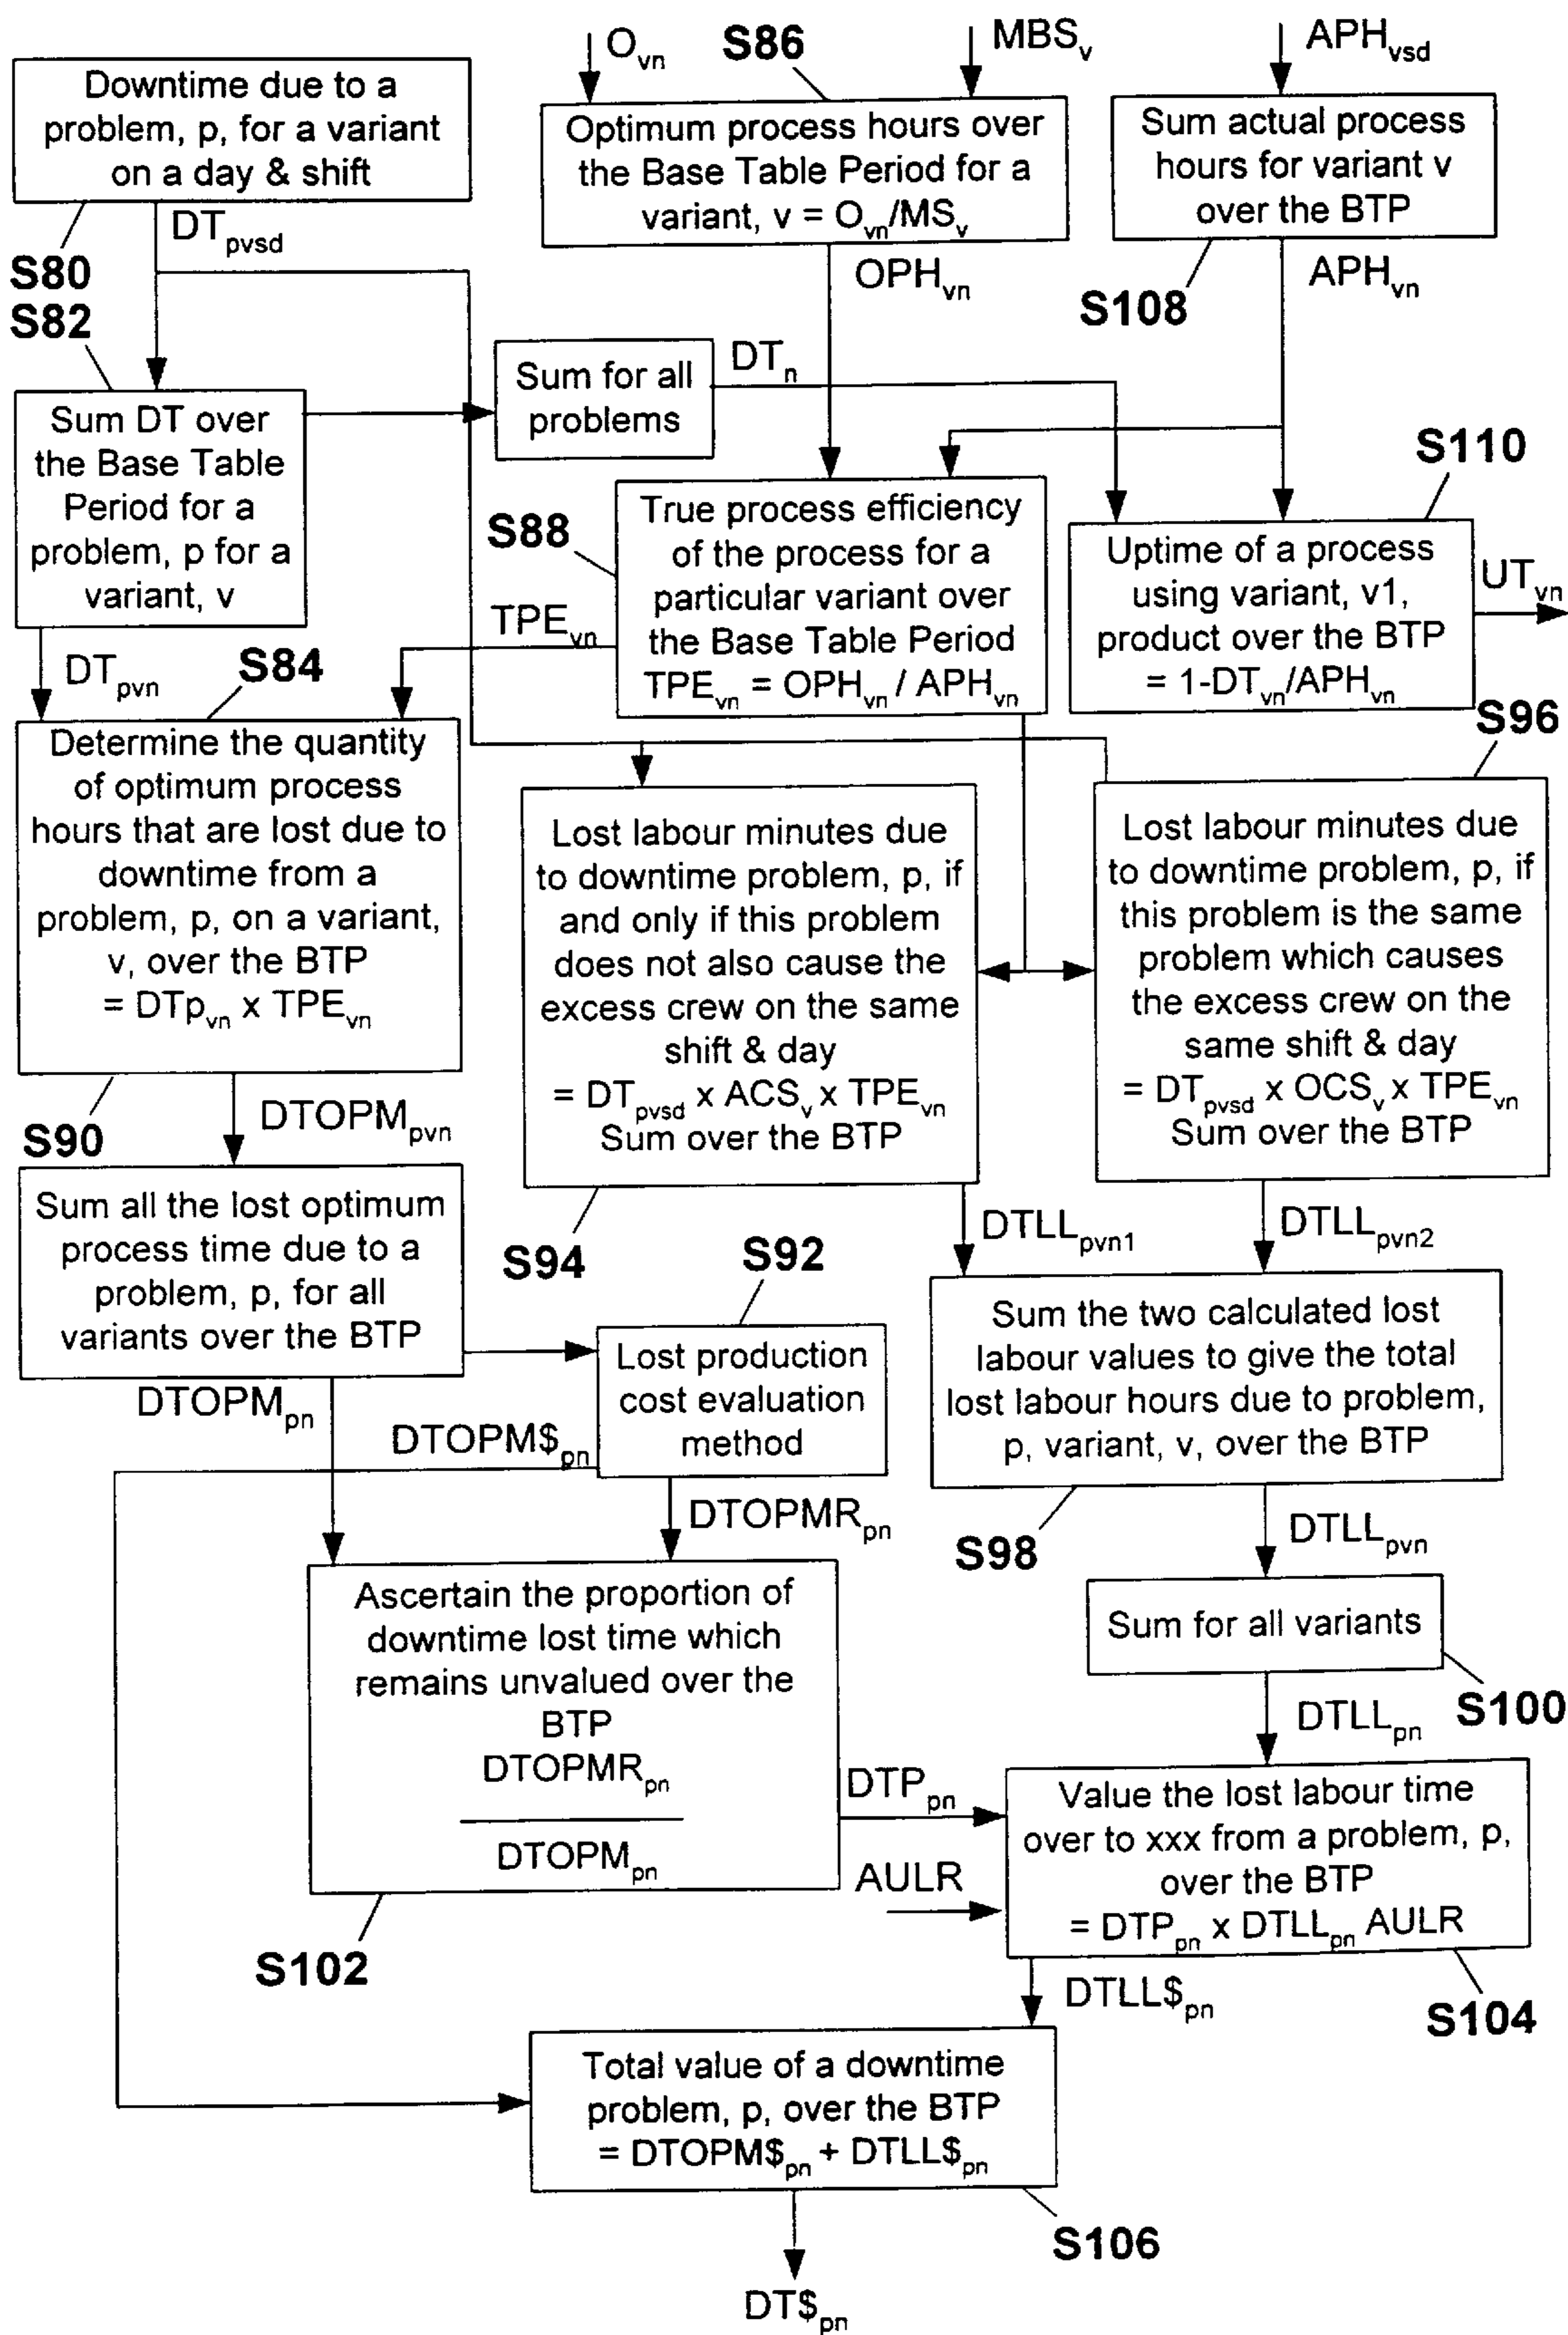 O_vn
S86
MBS_v
APH_vsd
Downtime due to a
problem, p, for a variant
on a day & shift
Optimum process hours over
the Base Table Period for a
variant, v = O_vn/MS_v
Sum actual process
hours for variant v
over the BTP
S80
DT_pvsd
OPH_vn
S108
APH_vn
S82
Sum DT over
the Base Table
Period for a
problem, p for a
variant, v
Sum for all
problems
DT_n
S88
True process efficiency
of the process for a
particular variant over
the Base Table Period
TPE_vn = OPH_vn / APH_vn
S110
Uptime of a process
using variant, v1,
product over the BTP
= 1-DT_vn/APH_vn
UT_vn
TPE_vn
DT_pvn
S84
Determine the quantity
of optimum process
hours that are lost due to
downtime from a
problem, p, on a variant,
v, over the BTP
= DTp_vn x TPE_vn
Lost labour minutes due
to downtime problem, p, if
and only if this problem
does not also cause the
excess crew on the same
shift & day
= DT_pvsd x ACS_v x TPE_vn
Sum over the BTP
S96
Lost labour minutes due
to downtime problem, p, if
this problem is the same
problem which causes
the excess crew on the
same shift & day
= DT_pvsd x OCS_v x TPE_vn
Sum over the BTP
S90
DTOPM_pvn
Sum all the lost optimum
process time due to a
problem, p, for all
variants over the BTP
S94
DTLL_pvn1
DTLL_pvn2
S92
Lost production
cost evaluation
method
Sum the two calculated lost
labour values to give the total
lost labour hours due to problem,
p, variant, v, over the BTP
DTOPM_pn
DTOPM$_pn
DTOPMR_pn
S98
DTLL_pvn
Ascertain the proportion of
downtime lost time which
remains unvalued over the
BTP
DTOPMR_pn
DTOPM_pn
Sum for all variants
S100
DTLL_pn
DTP_pn
AULR
Value the lost labour time
over to xxx from a problem, p,
over the BTP
= DTP_pn x DTLL_pn AULR
S102
DTLL$_pn
S104
Total value of a downtime
problem, p, over the BTP
= DTOPM$_pn + DTLL$_pn
S106
DT$_pn